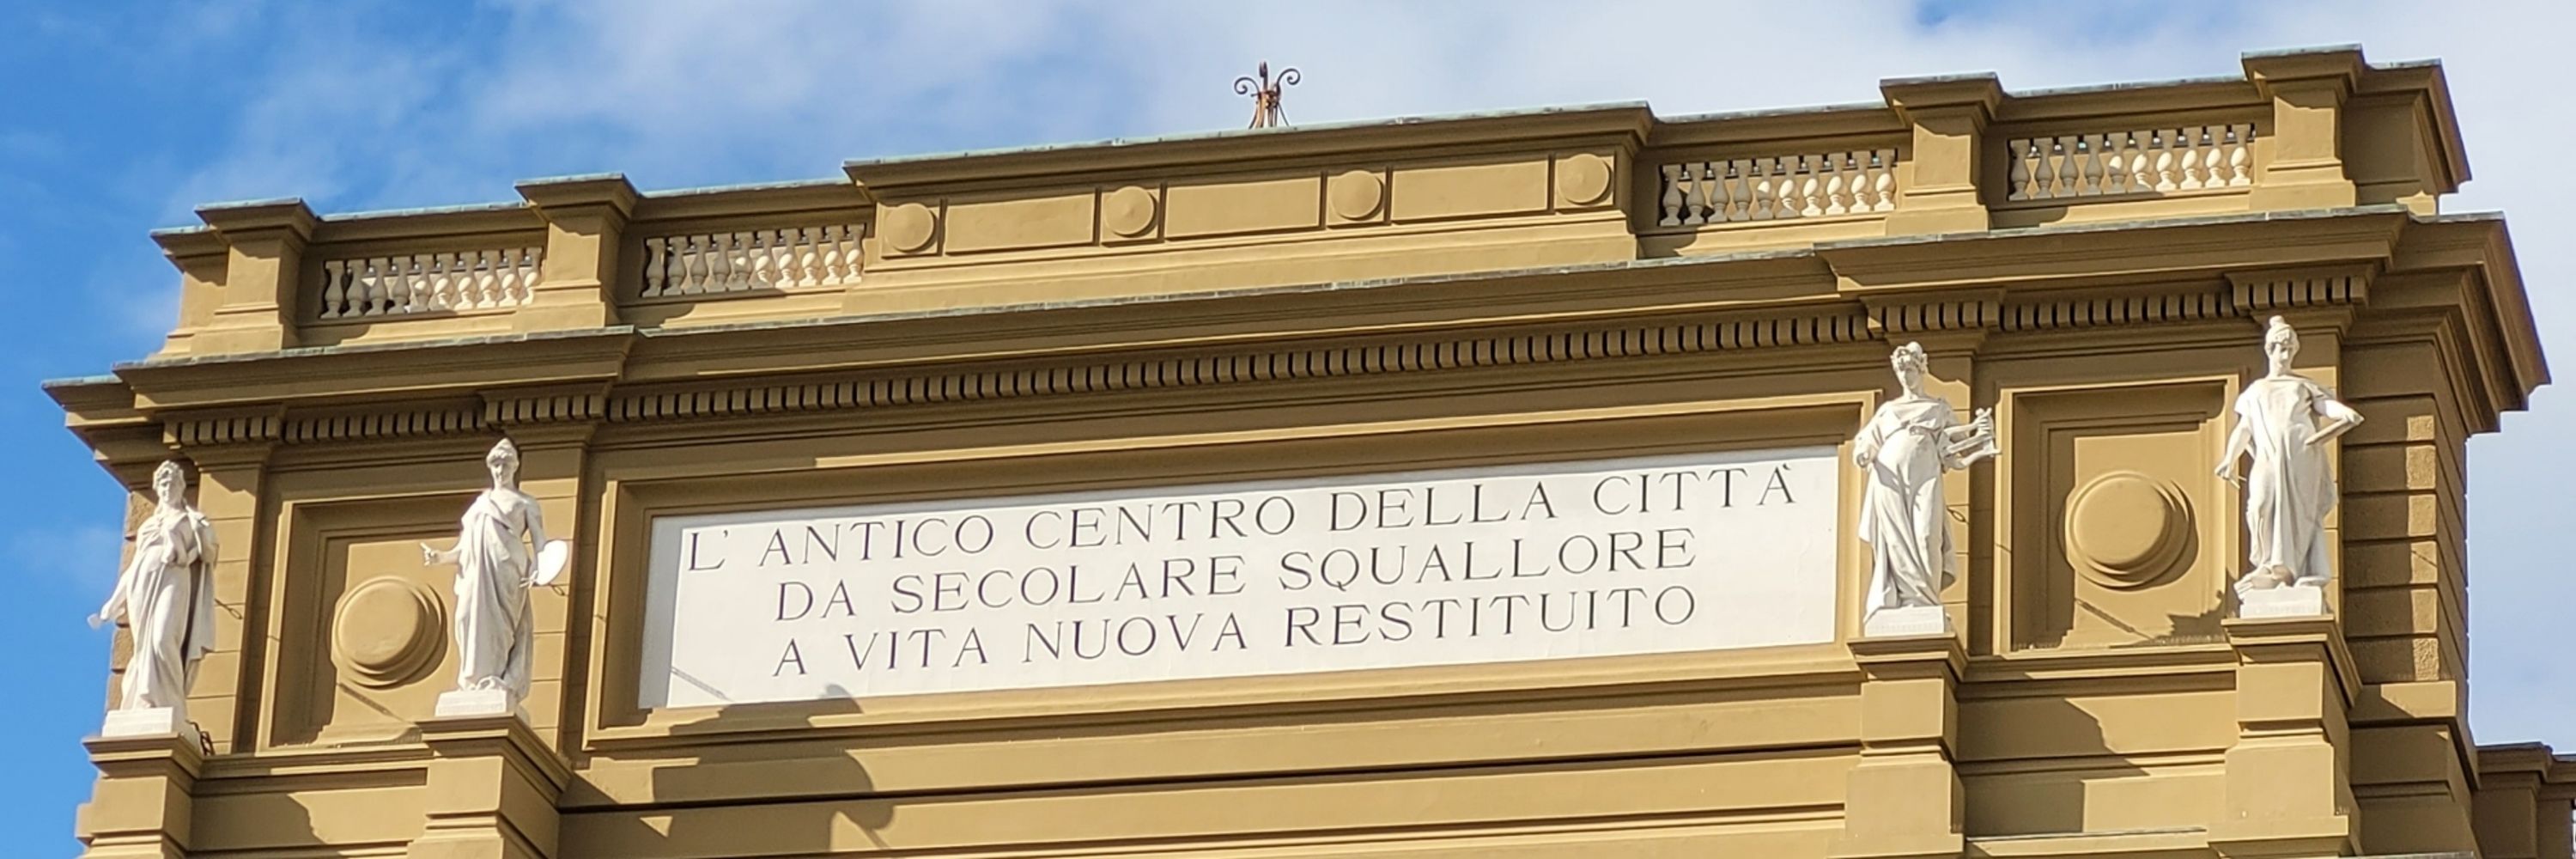 L' ANTICO CENTRO DELLA CITTÀ
DA SECOLARE SQUALLORE
A VITA NUOVA RESTITUITO